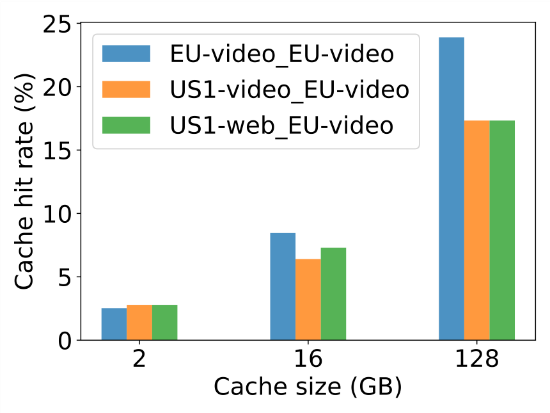 25
20
15
10
5
0
Cache hit rate (%)
EU-video_EU-video
US1-video_EU-video
US1-web_EU-video
2 16 128
Cache size (GB)